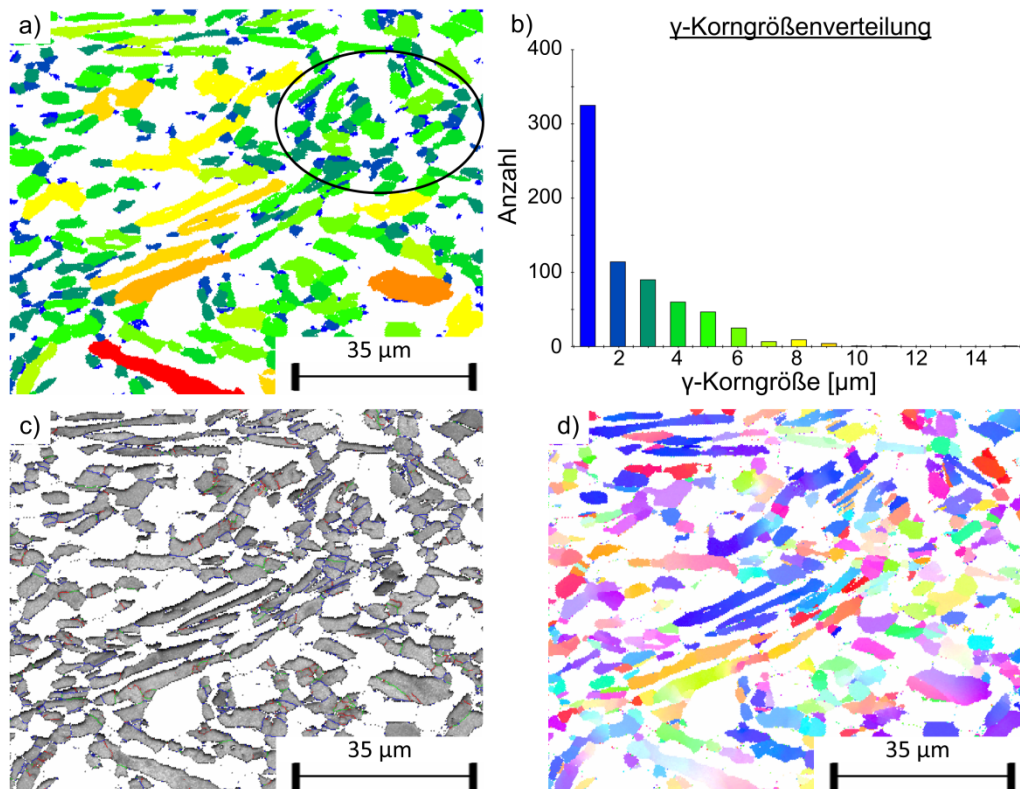 a)
35 µm
b)
γ-Korngrößenverteilung
400
300
200
100
0
Anzahl
2
4
6
8
10
12
14
γ-Korngröße [µm]
c)
35 µm
d)
35 µm